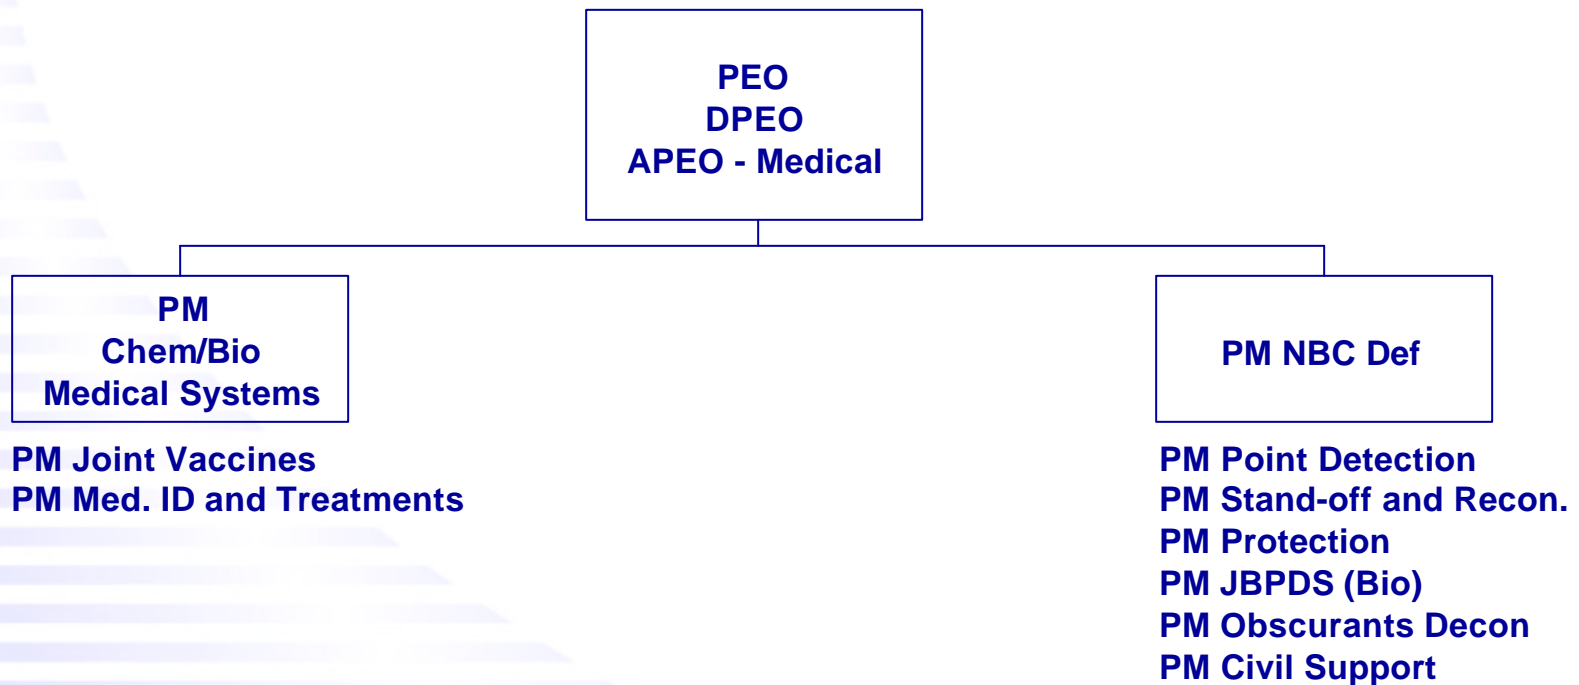 PEO
DPEO
APEO - Medical
PM
Chem/Bio
Medical Systems
PM Joint Vaccines
PM Med. ID and Treatments
PM NBC Def
PM Point Detection
PM Stand-off and Recon.
PM Protection
PM JBPDS (Bio)
PM Obscurants Decon
PM Civil Support